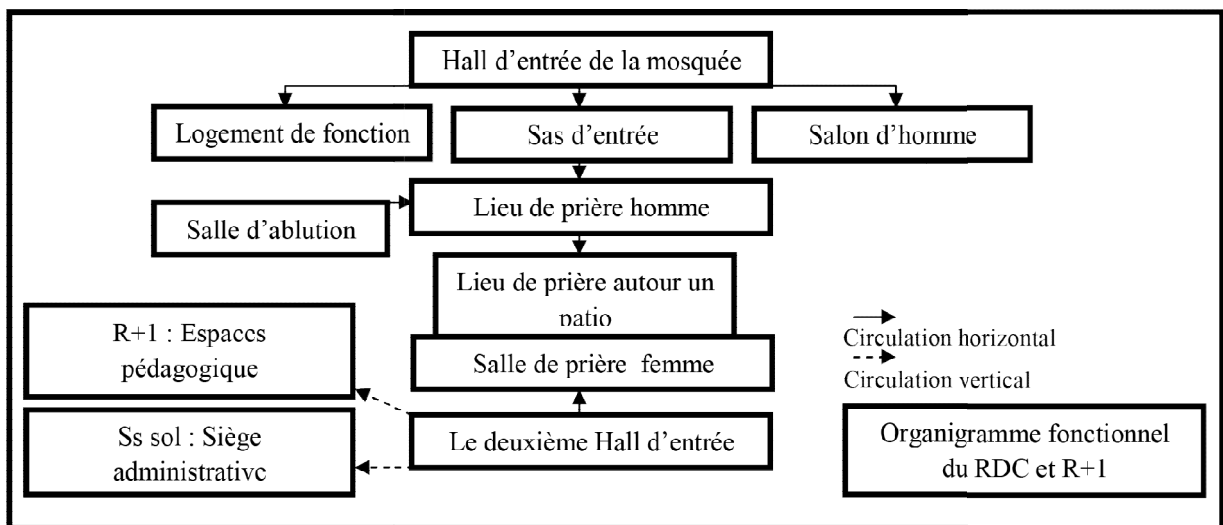 Hall d'entrée de la mosquée
Logement de fonction
Sas d'entrée
Salon d'homme
Lieu de prière homme
Salle d'ablution
Lieu de prière autour un
patio
R+1 : Espaces
pédagogique
Salle de prière femme
Circulation horizontal
Circulation vertical
Ss sol : Siège
administrative
Le deuxième Hall d'entrée
Organigramme fonctionnel
du RDC et R+1